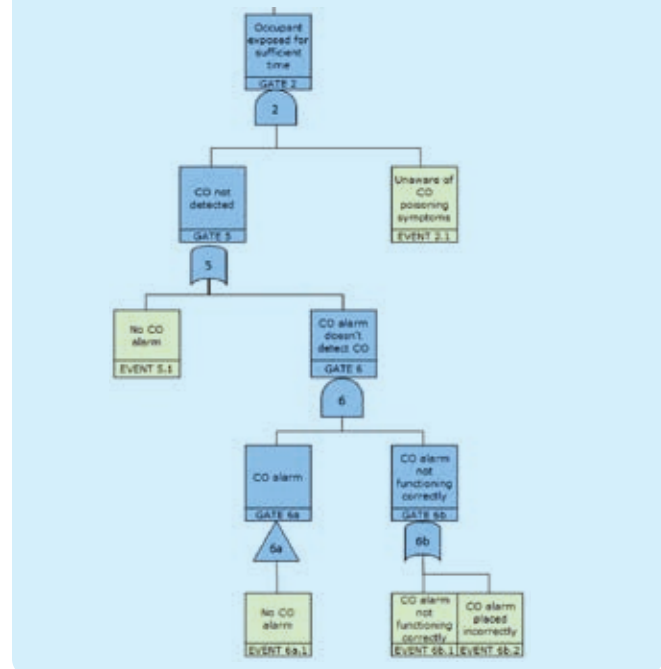 Occupant
exposed for
sufficient
time
GATE 2
2
CO not
detected
GATE 5
Unaware of
CO
poisoning
symptoms
EVENT 2.1
5
No CO
alarm
EVENT 5.1
CO alarm
doesn't
detect CO
GATE 6
6
CO alarm
GATE 6a
CO alarm
not
functioning
correctly
GATE 6b
6a
6b
No CO
alarm
EVENT 6a.1
CO alarm
not
functioning
correctly
EVENT 6b.1
CO alarm
placed
incorrectly
EVENT 6b.2